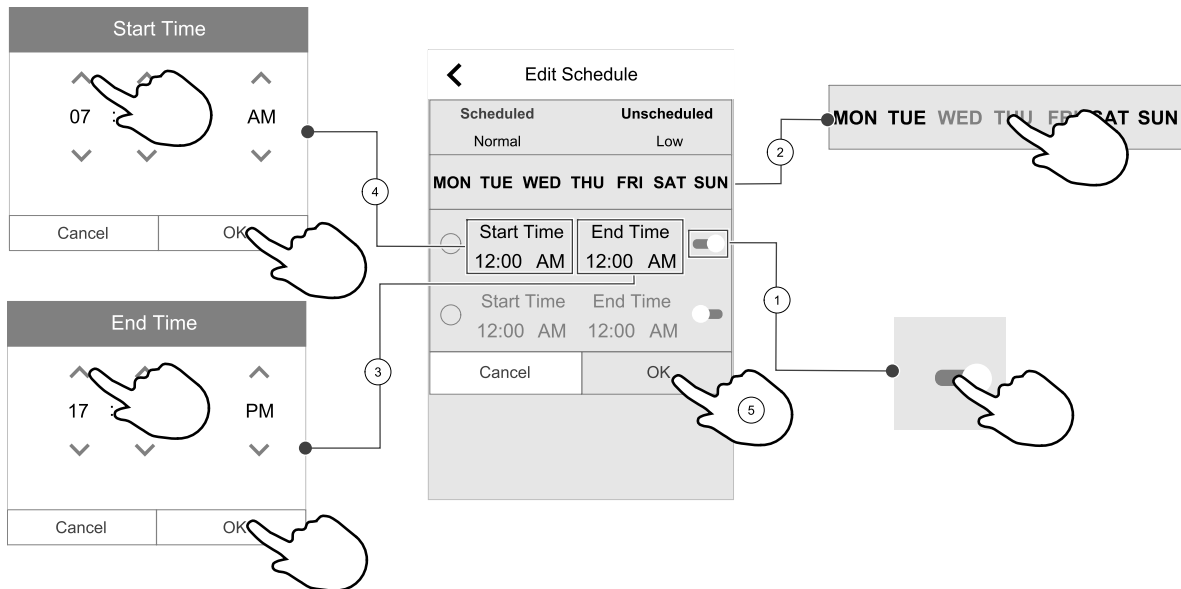 Start Time
07 : AM
Cancel OK
End Time
17 : PM
Cancel OK
4
3
Edit Schedule
Scheduled Unscheduled
Normal Low
MON TUE WED THU FRI SAT SUN
Start Time End Time
12:00 AM 12:00 AM
Start Time End Time
12:00 AM 12:00 AM
Cancel OK
5
2
MON TUE WED THU FRI SAT SUN
1